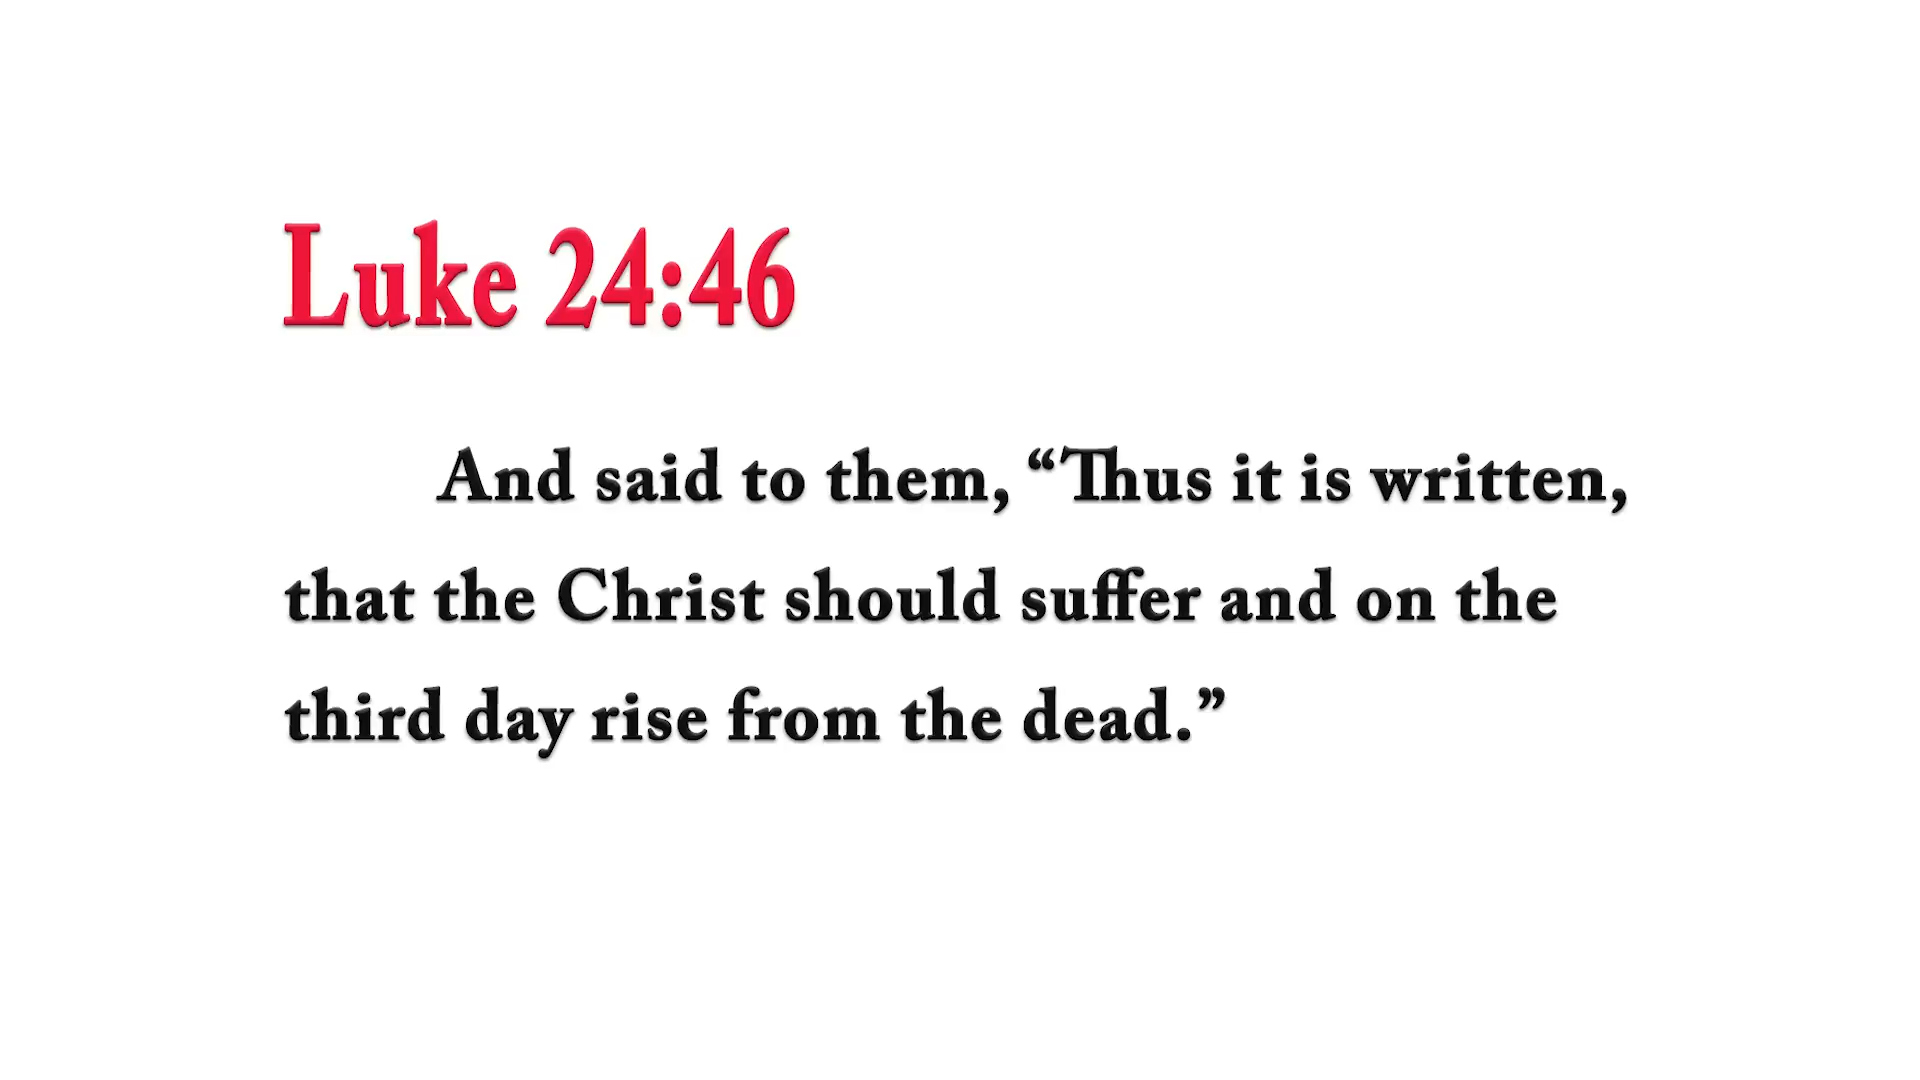 Luke 24:46
And said to them, “Thus it is written,
that the Christ should suffer and on the
third day rise from the dead.”